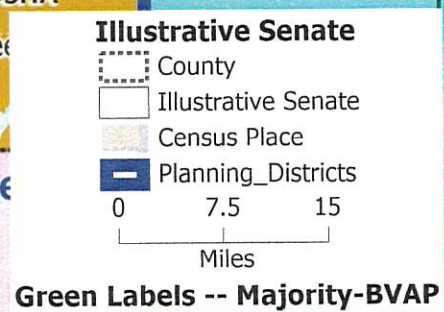 Illustrative Senate
County
Illustrative Senate
Census Place
Planning_Districts
0 7.5 15
Miles
Green Labels -- Majority-BVAP